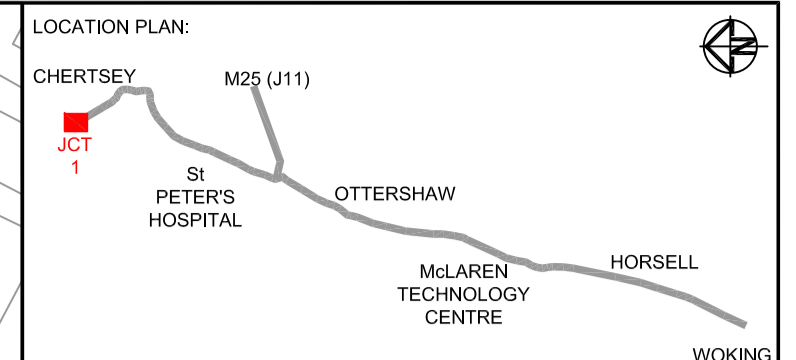 LOCATION PLAN:
N
CHERTSEY
M25 (J11)
JCT
1
St
PETER'S
HOSPITAL
OTTERSHAW
McLAREN
TECHNOLOGY
CENTRE
HORSELL
WOKING